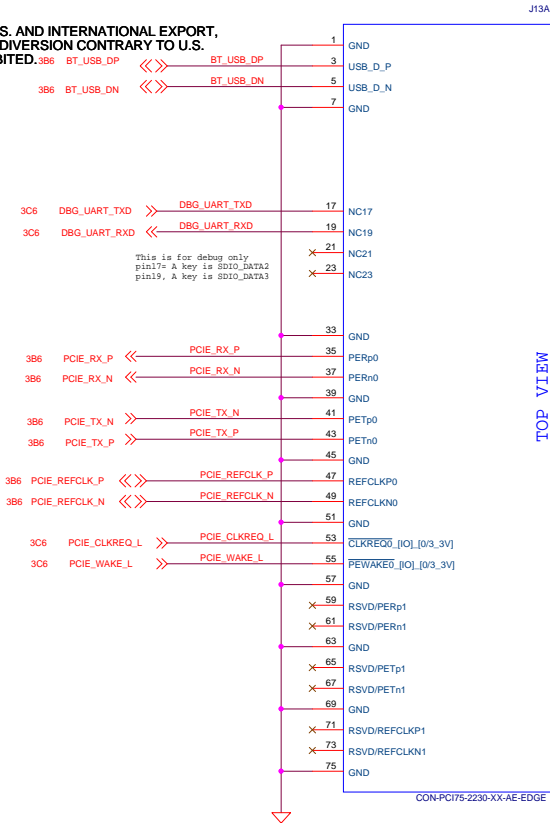 J13A
S. AND INTERNATIONAL EXPORT,
DIVERSION CONTRARY TO U.S.
BITED.
1 GND
3B6 BT_USB_DP BT_USB_DP 3 USB_D_P
3B6 BT_USB_DN BT_USB_DN 5 USB_D_N
7 GND
3C6 DBG_UART_TXD DBG_UART_TXD 17 NC17
3C6 DBG_UART_RXD DBG_UART_RXD 19 NC19
21 NC21
23 NC23
This is for debug only
pin17= A key is SDIO_DATA2
pin19, A key is SDIO_DATA3
33 GND
3B6 PCIE_RX_P PCIE_RX_P 35 PERp0
3B6 PCIE_RX_N PCIE_RX_N 37 PERn0
39 GND
3B6 PCIE_TX_N PCIE_TX_N 41 PETp0
3B6 PCIE_TX_P PCIE_TX_P 43 PETn0
45 GND
3B6 PCIE_REFCLK_P PCIE_REFCLK_P 47 REFCLKP0
3B6 PCIE_REFCLK_N PCIE_REFCLK_N 49 REFCLKN0
51 GND
3C6 PCIE_CLKREQ_L PCIE_CLKREQ_L 53 CLKREQ0_[IO]_[0/3_3V]
3C6 PCIE_WAKE_L PCIE_WAKE_L 55 PEWAKE0_[IO]_[0/3_3V]
57 GND
59 RSVD/PERp1
61 RSVD/PERn1
63 GND
65 RSVD/PETp1
67 RSVD/PETn1
69 GND
71 RSVD/REFCLKP1
73 RSVD/REFCLKN1
75 GND
TOP VIEW
CON-PCI75-2230-XX-AE-EDGE